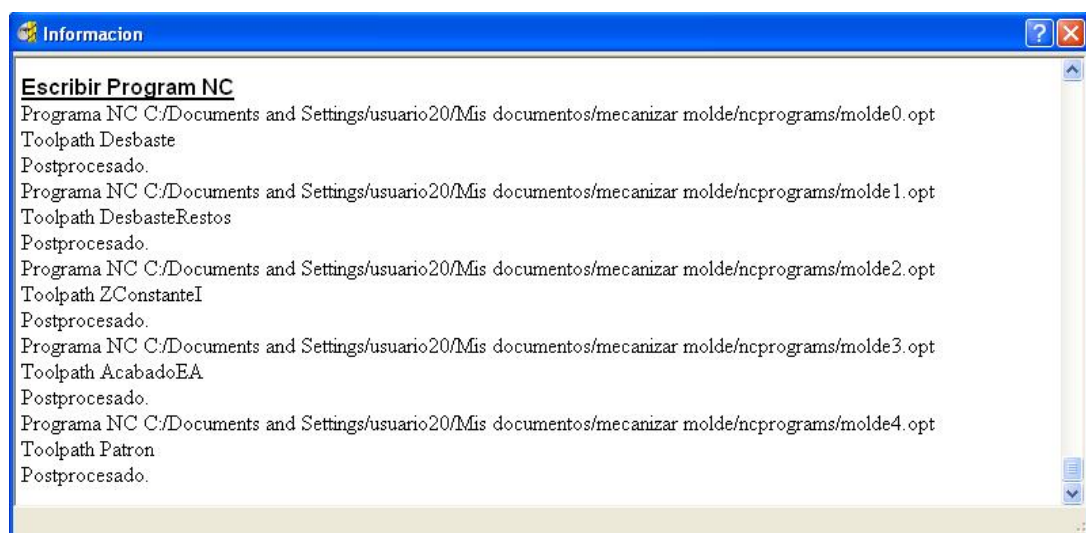 Informacion
Escribir Program NC
Programa NC C:/Documents and Settings/usuario20/Mis documentos/mecanizar molde/ncprograms/molde0.opt
Toolpath Desbaste
Postprocesado.
Programa NC C:/Documents and Settings/usuario20/Mis documentos/mecanizar molde/ncprograms/molde1.opt
Toolpath DesbasteRestos
Postprocesado.
Programa NC C:/Documents and Settings/usuario20/Mis documentos/mecanizar molde/ncprograms/molde2.opt
Toolpath ZConstanteI
Postprocesado.
Programa NC C:/Documents and Settings/usuario20/Mis documentos/mecanizar molde/ncprograms/molde3.opt
Toolpath AcabadoEA
Postprocesado.
Programa NC C:/Documents and Settings/usuario20/Mis documentos/mecanizar molde/ncprograms/molde4.opt
Toolpath Patron
Postprocesado.